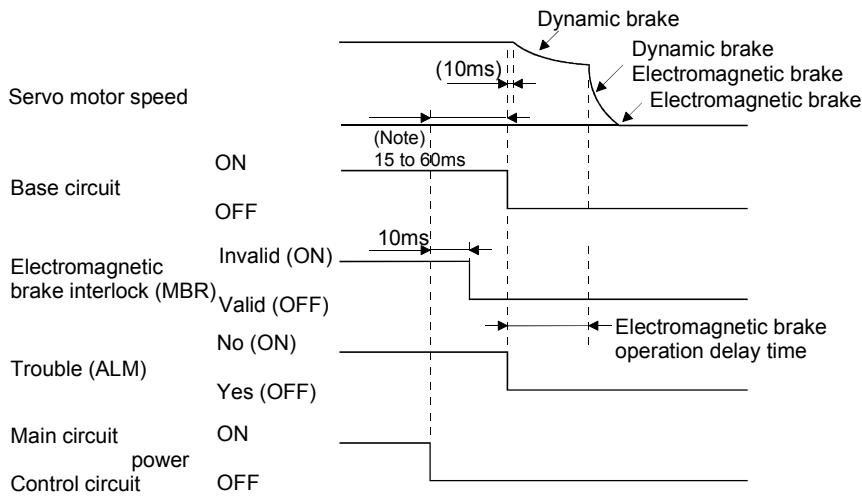 Dynamic brake
Dynamic brake
Electromagnetic brake
Electromagnetic brake
(10ms)
Servo motor speed
(Note)
15 to 60ms
ON
Base circuit
OFF
10ms
Invalid (ON)
Electromagnetic
brake interlock (MBR)
Valid (OFF)
Electromagnetic brake
operation delay time
No (ON)
Trouble (ALM)
Yes (OFF)
Main circuit
ON
power
Control circuit
OFF